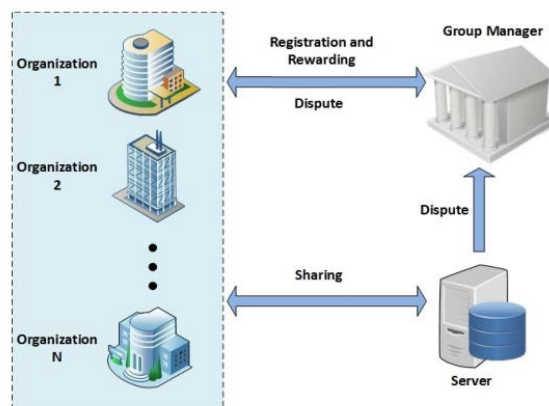 Organization
1
Registration and
Rewarding
Dispute
Group Manager
Organization
2
Dispute
Sharing
Organization
N
Server